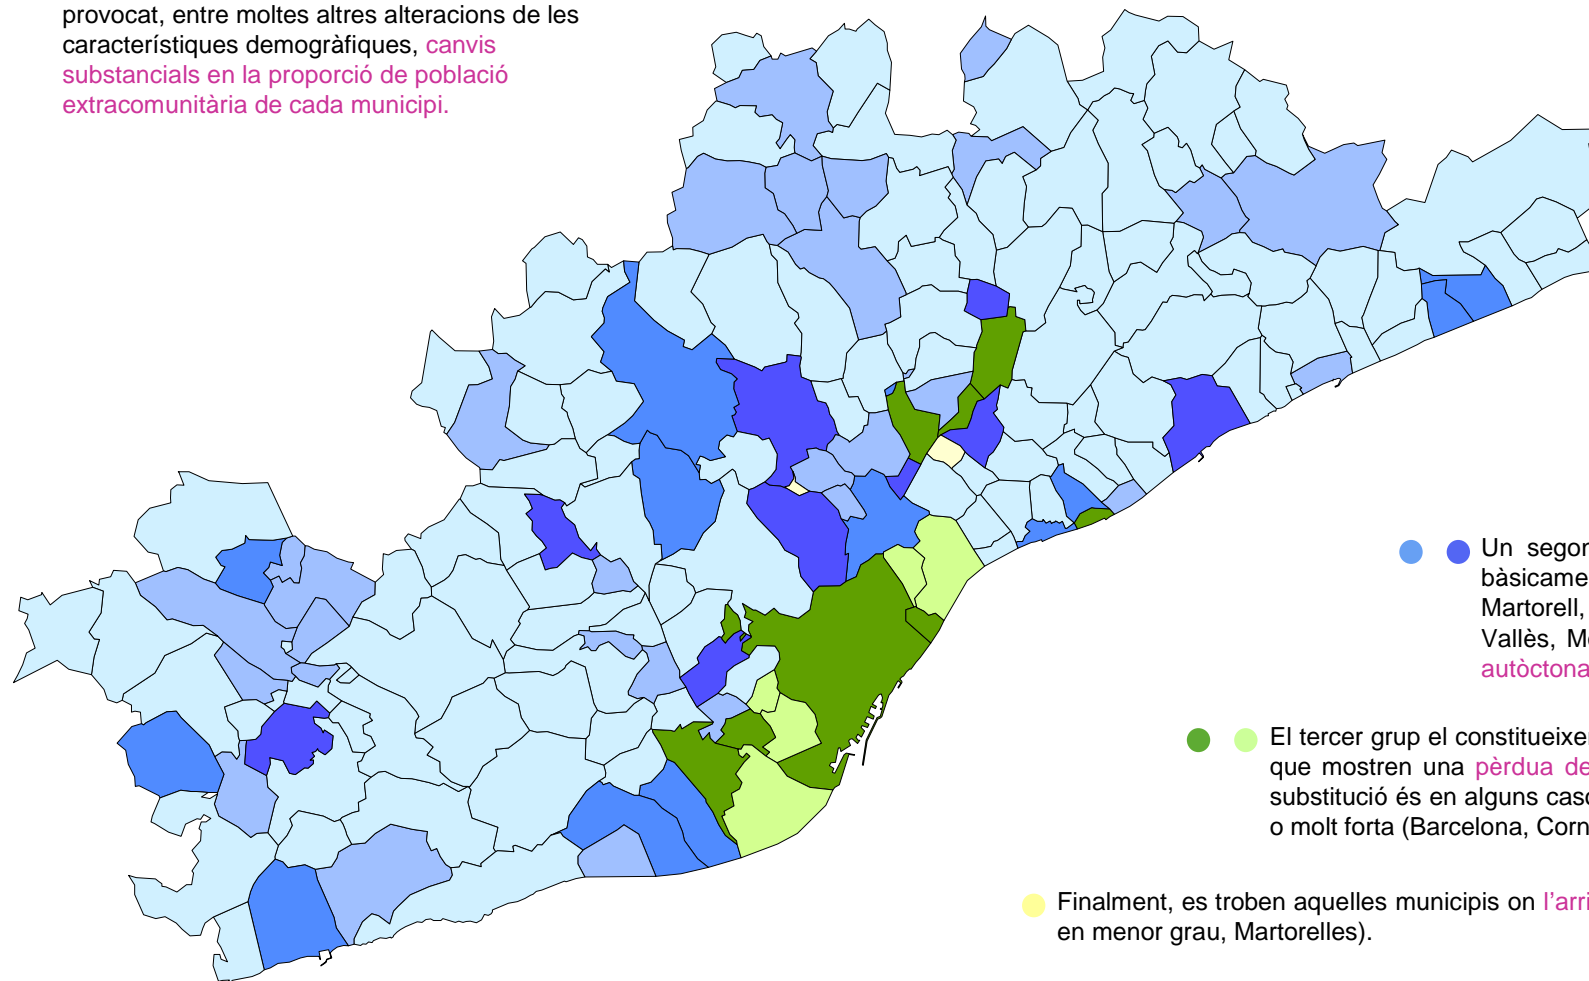 provocat, entre moltes altres alteracions de les
característiques demogràfiques, canvis
substancials en la proporció de població
extracomunitària de cada municipi.
Un segon
bàsicame
Martorell,
Vallès, Mo
autòctona
El tercer grup el constitueixen
que mostren una pèrdua de
substitució és en alguns caso
o molt forta (Barcelona, Corn
Finalment, es troben aquelles municipis on l’arri
en menor grau, Martorelles).